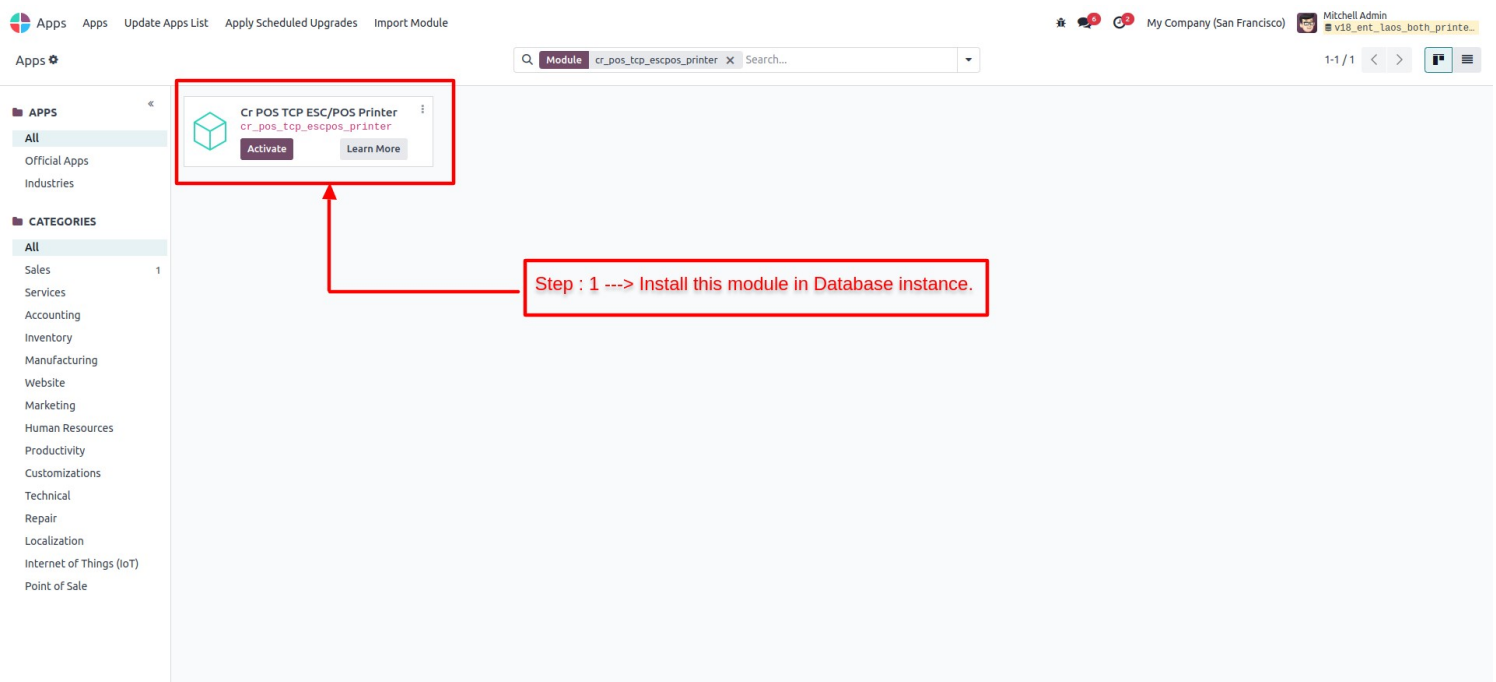 Apps Apps Update Apps List Apply Scheduled Upgrades Import Module 6 2 My Company (San Francisco) Mitchell Admin
v18_ent_laos_both_printe…
Apps Module cr_pos_tcp_escpos_printer Search... 1-1 / 1
APPS
All
Official Apps
Industries
CATEGORIES
All
Sales 1
Services
Accounting
Inventory
Manufacturing
Website
Marketing
Human Resources
Productivity
Customizations
Technical
Repair
Localization
Internet of Things (IoT)
Point of Sale
Cr POS TCP ESC/POS Printer
cr_pos_tcp_escpos_printer
Activate Learn More
Step : 1 ---> Install this module in Database instance.